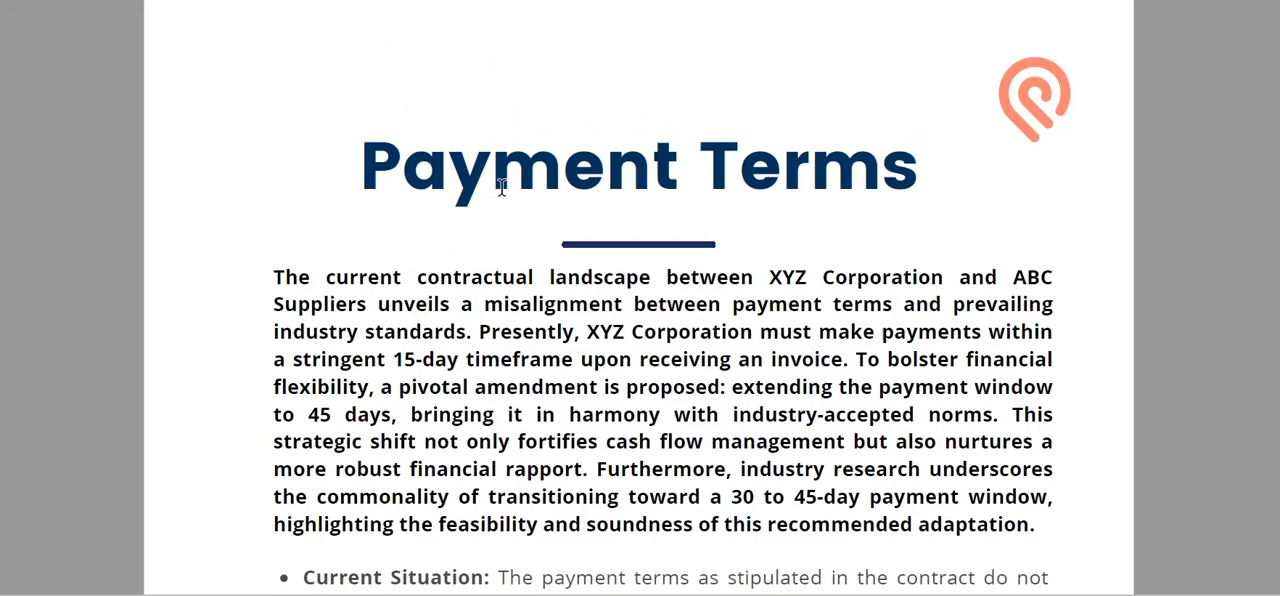 Payment Terms
The current contractual landscape between XYZ Corporation and ABC
Suppliers unveils a misalignment between payment terms and prevailing
industry standards. Presently, XYZ Corporation must make payments within
a stringent 15-day timeframe upon receiving an invoice. To bolster financial
flexibility, a pivotal amendment is proposed: extending the payment window
to 45 days, bringing it in harmony with industry-accepted norms. This
strategic shift not only fortifies cash flow management but also nurtures a
more robust financial rapport. Furthermore, industry research underscores
the commonality of transitioning toward a 30 to 45-day payment window,
highlighting the feasibility and soundness of this recommended adaptation.
• Current Situation: The payment terms as stipulated in the contract do not